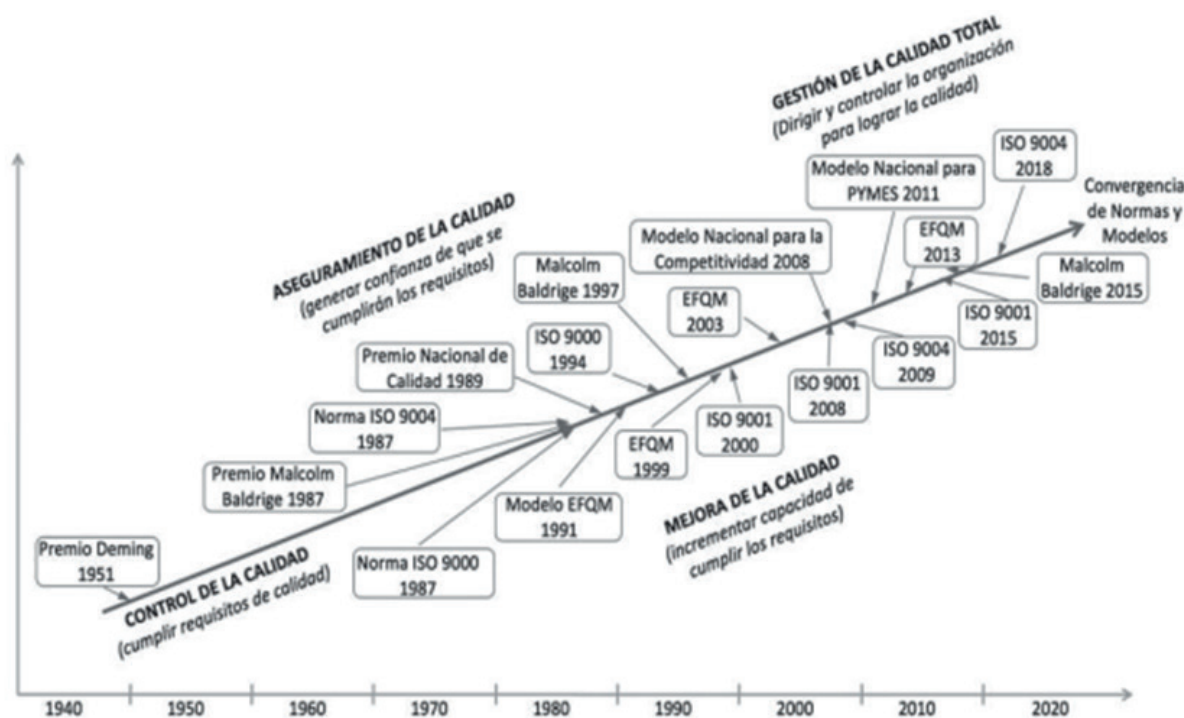 GESTIÓN DE LA CALIDAD TOTAL
(Dirigir y controlar la organización
para lograr la calidad)
ISO 9004
2018
Modelo Nacional para
PYMES 2011
Convergencia
de Normas y
Modelos
ASEGURAMIENTO DE LA CALIDAD
(generar confianza de que se
cumplirán los requisitos)
Modelo Nacional para la
Competitividad 2008
EFQM
2013
Malcolm
Baldrige 1997
Malcolm
Baldrige 2015
EFQM
2003
ISO 9001
2015
ISO 9000
1994
Premio Nacional de
Calidad 1989
ISO 9004
2009
ISO 9001
2008
Norma ISO 9004
1987
ISO 9001
2000
EFQM
1999
Premio Malcolm
Baldrige 1987
MEJORA DE LA CALIDAD
(incrementar capacidad de
cumplir los requisitos)
Modelo EFQM
1991
Premio Deming
1951
Norma ISO 9000
1987
CONTROL DE LA CALIDAD
(cumplir requisitos de calidad)
1940 1950 1960 1970 1980 1990 2000 2010 2020